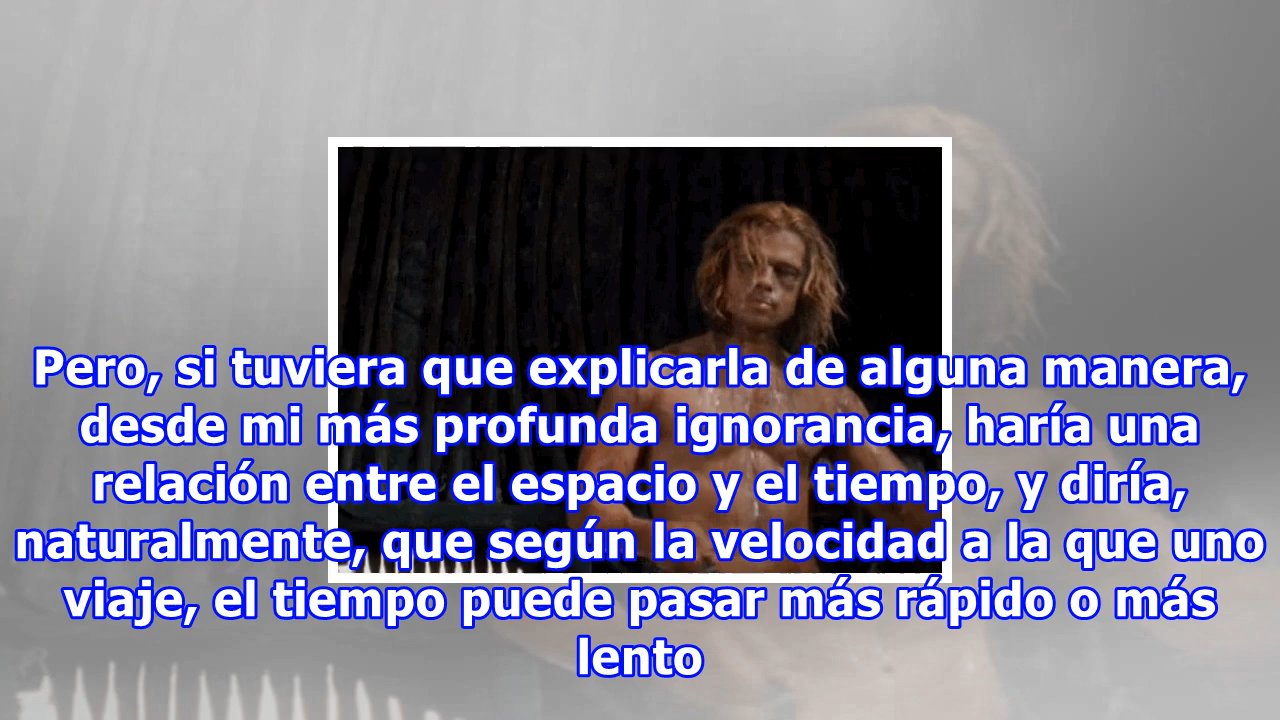 Pero, si tuviera que explicarla de alguna manera,
desde mi más profunda ignorancia, haría una
relación entre el espacio y el tiempo, y diría,
naturalmente, que según la velocidad a la que uno
viaje, el tiempo puede pasar más rápido o más
lento